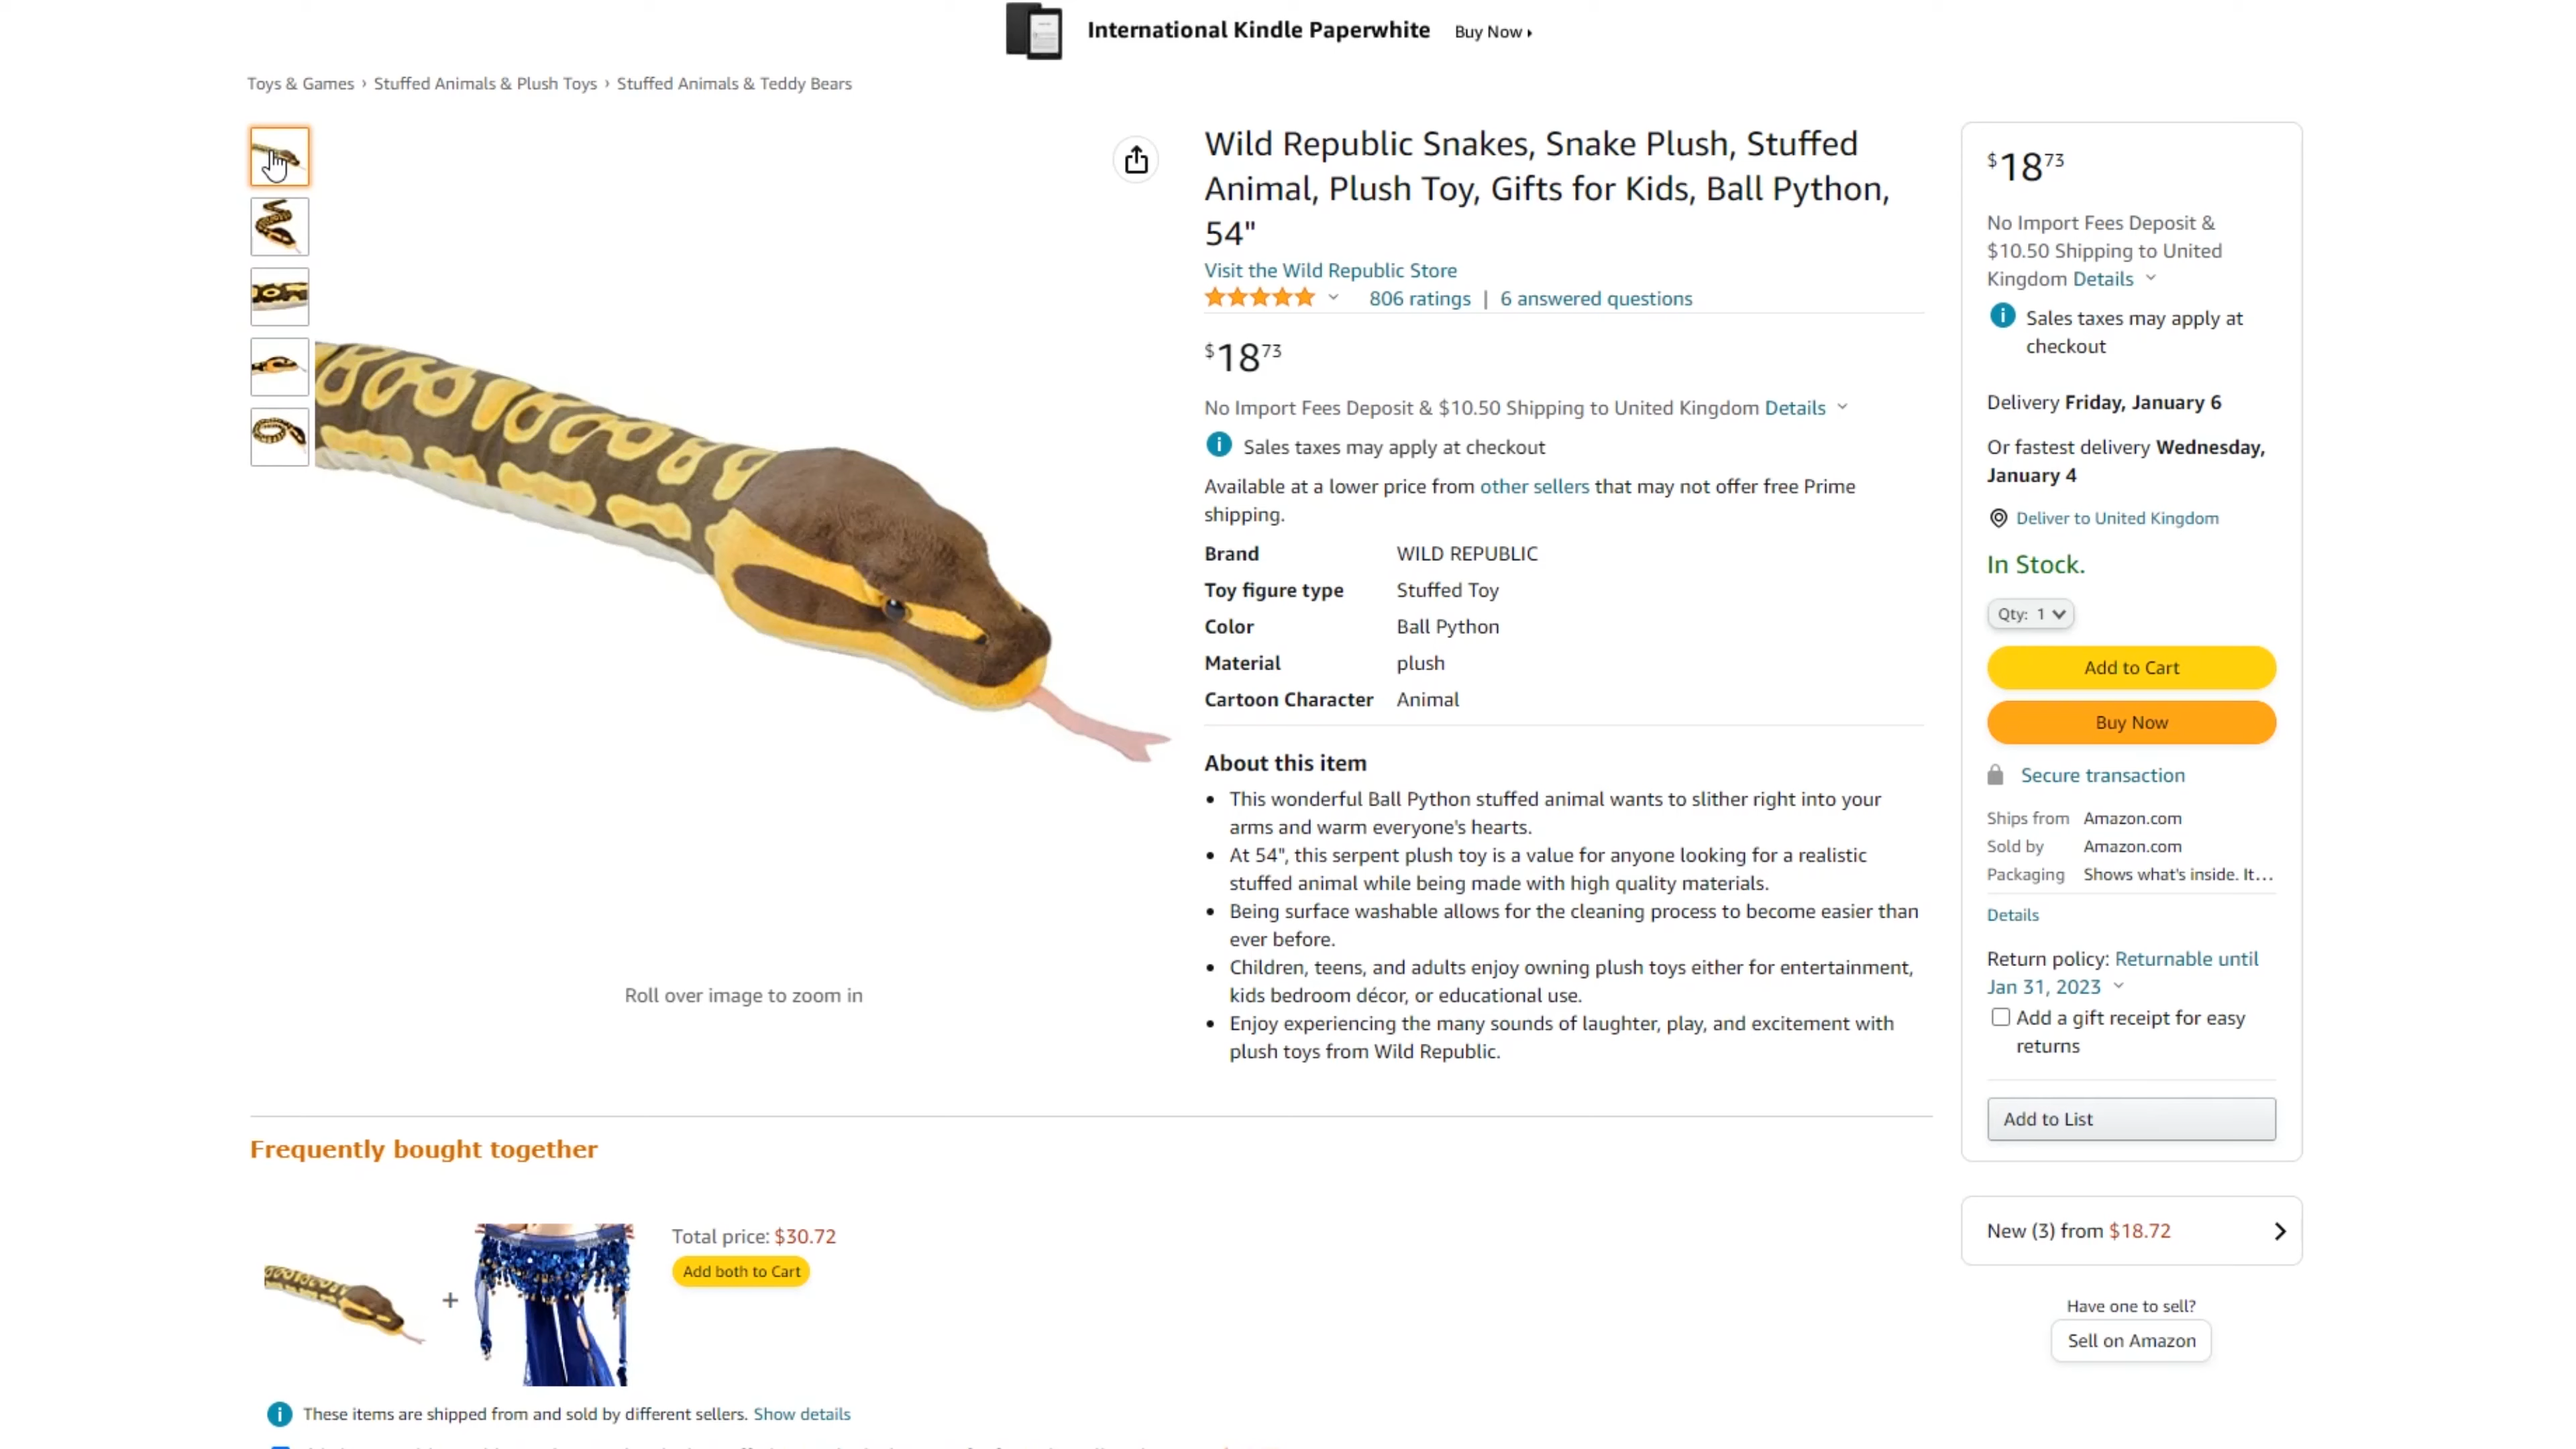 International Kindle Paperwhite Buy Now
Toys & Games › Stuffed Animals & Plush Toys › Stuffed Animals & Teddy Bears
Wild Republic Snakes, Snake Plush, Stuffed
Animal, Plush Toy, Gifts for Kids, Ball Python,
54"
Visit the Wild Republic Store
806 ratings | 6 answered questions
$18 73
No Import Fees Deposit & $10.50 Shipping to United Kingdom Details
Sales taxes may apply at checkout
Available at a lower price from other sellers that may not offer free Prime
shipping.
Brand WILD REPUBLIC
Toy figure type Stuffed Toy
Color Ball Python
Material plush
Cartoon Character Animal
About this item
• This wonderful Ball Python stuffed animal wants to slither right into your
arms and warm everyone's hearts.
• At 54", this serpent plush toy is a value for anyone looking for a realistic
stuffed animal while being made with high quality materials.
• Being surface washable allows for the cleaning process to become easier than
ever before.
• Children, teens, and adults enjoy owning plush toys either for entertainment,
kids bedroom décor, or educational use.
• Enjoy experiencing the many sounds of laughter, play, and excitement with
plush toys from Wild Republic.
Roll over image to zoom in
$18 73
No Import Fees Deposit &
$10.50 Shipping to United
Kingdom Details
Sales taxes may apply at
checkout
Delivery Friday, January 6
Or fastest delivery Wednesday,
January 4
Deliver to United Kingdom
In Stock.
Qty: 1
Add to Cart
Buy Now
Secure transaction
Ships from Amazon.com
Sold by Amazon.com
Packaging Shows what's inside. It...
Details
Return policy: Returnable until
Jan 31, 2023
Add a gift receipt for easy
returns
Add to List
New (3) from $18.72
Have one to sell?
Sell on Amazon
Frequently bought together
+
Total price: $30.72
Add both to Cart
These items are shipped from and sold by different sellers. Show details